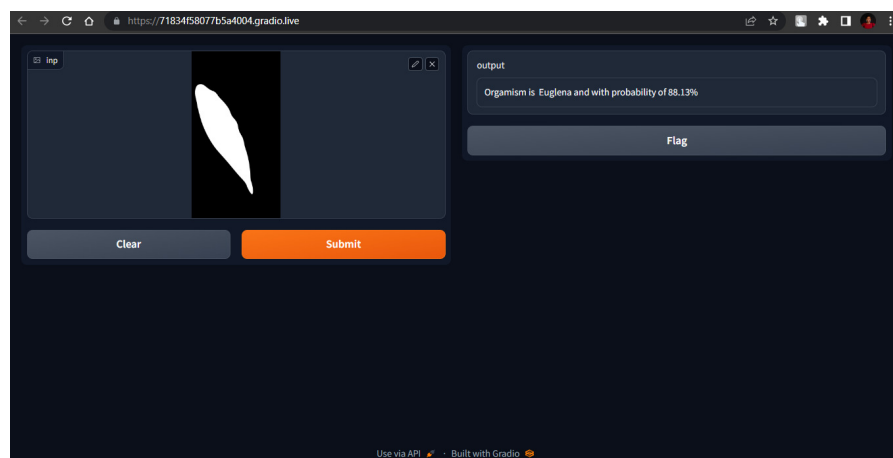 https://71834f58077b5a4004.gradio.live
inp
output
Orgamism is Euglena and with probability of 88.13%
Flag
Clear
Submit
Use via API · Built with Gradio